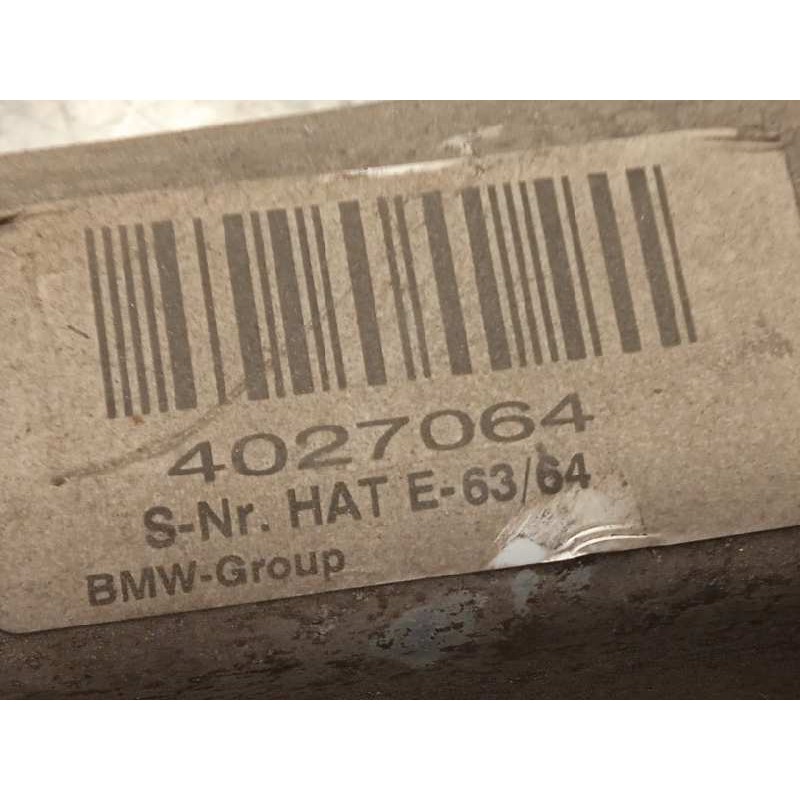 4027064
S-Nr. HAT E-63/64
BMW-Group